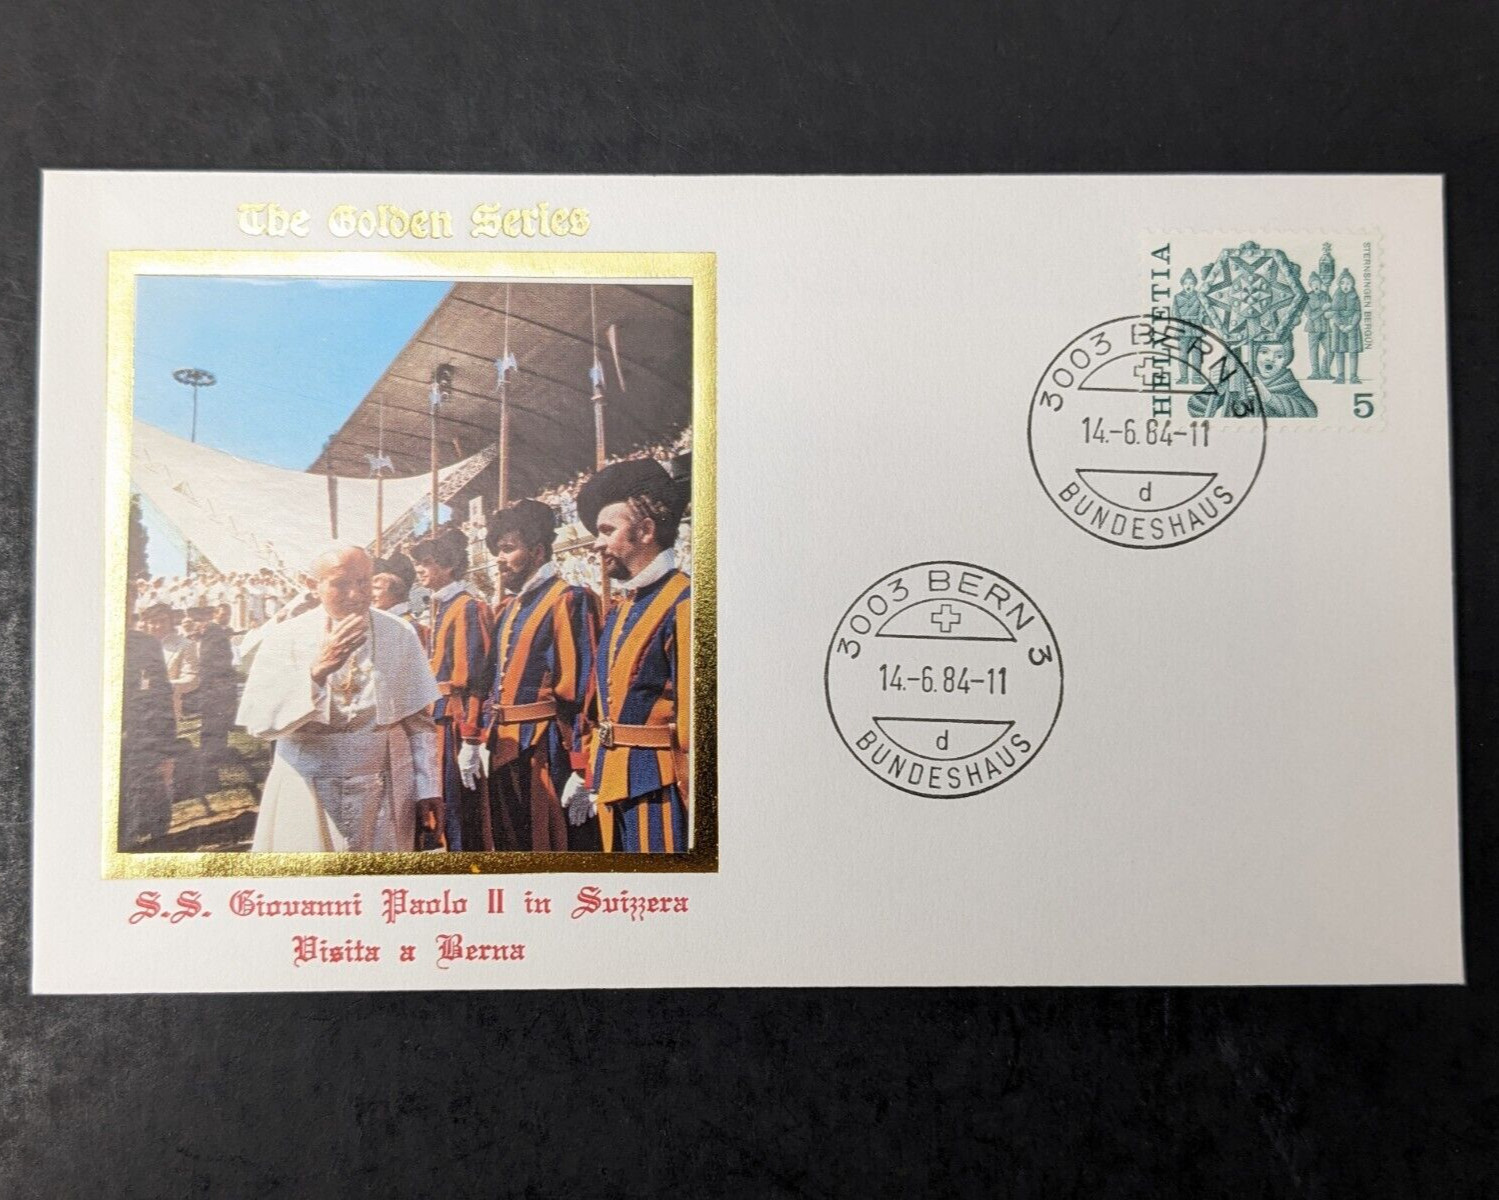 The Golden Series
S.S. Giovanni Paolo II in Svizzera
Visita a Berna
HELVETIA
STERNSINGEN BERGÜN
5
3003 BERN 3
14.-6.84-11
d
BUNDESHAUS
3003 BERN 3
14.-6.84-11
d
BUNDESHAUS